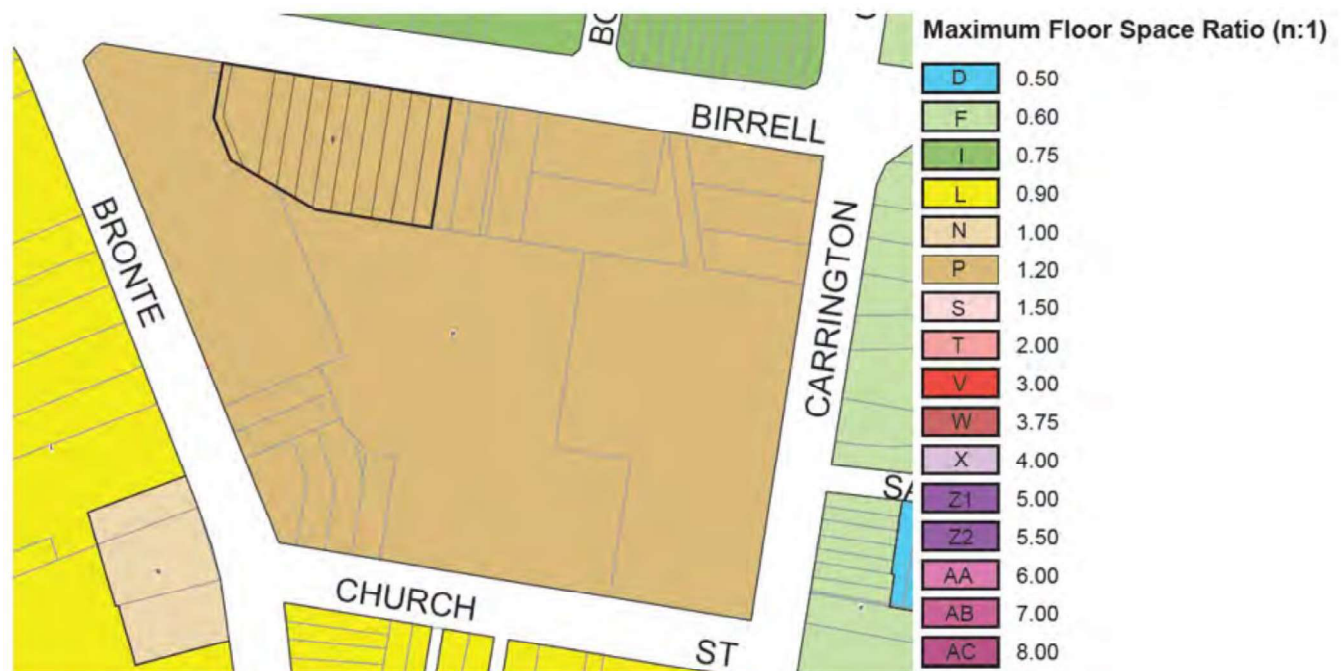 BO
BIRRELL
BRONTE
CARRINGTON
SA
CHURCH
ST
Maximum Floor Space Ratio (n:1)
D 0.50
F 0.60
I 0.75
L 0.90
N 1.00
P 1.20
S 1.50
T 2.00
V 3.00
W 3.75
X 4.00
Z1 5.00
Z2 5.50
AA 6.00
AB 7.00
AC 8.00